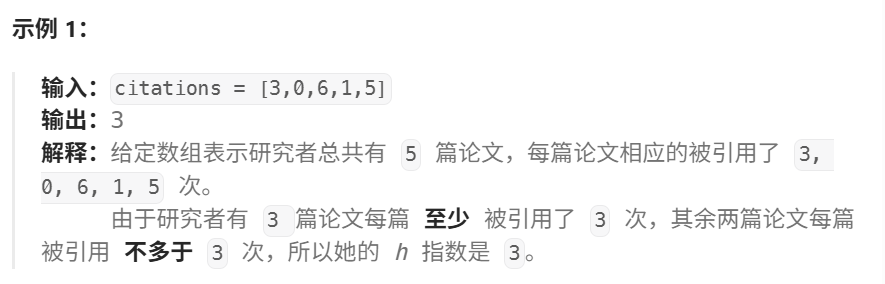 示例 1：
输入：citations = [3,0,6,1,5]
输出：3
解释：给定数组表示研究者总共有 5 篇论文，每篇论文相应的被引用了 3,
0, 6, 1, 5 次。
由于研究者有 3 篇论文每篇 至少 被引用了 3 次，其余两篇论文每篇
被引用 不多于 3 次，所以她的 h 指数是 3。